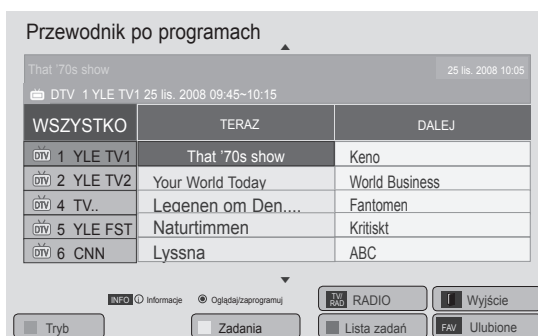 Przewodnik po programach
That '70s show 25 lis. 2008 10:05
DTV 1 YLE TV1 25 lis. 2008 09:45~10:15
WSZYSTKO TERAZ DALEJ
DTV 1 YLE TV1 That '70s show Keno
DTV 2 YLE TV2 Your World Today World Business
DTV 4 TV.. Legenen om Den.... Fantomen
DTV 5 YLE FST Naturtimmen Kritiskt
DTV 6 CNN Lyssna ABC
INFO i Informacje Oglądaj/zaprogramuj TV/RAD RADIO Wyjście
Tryb Zadania Lista zadań FAV Ulubione